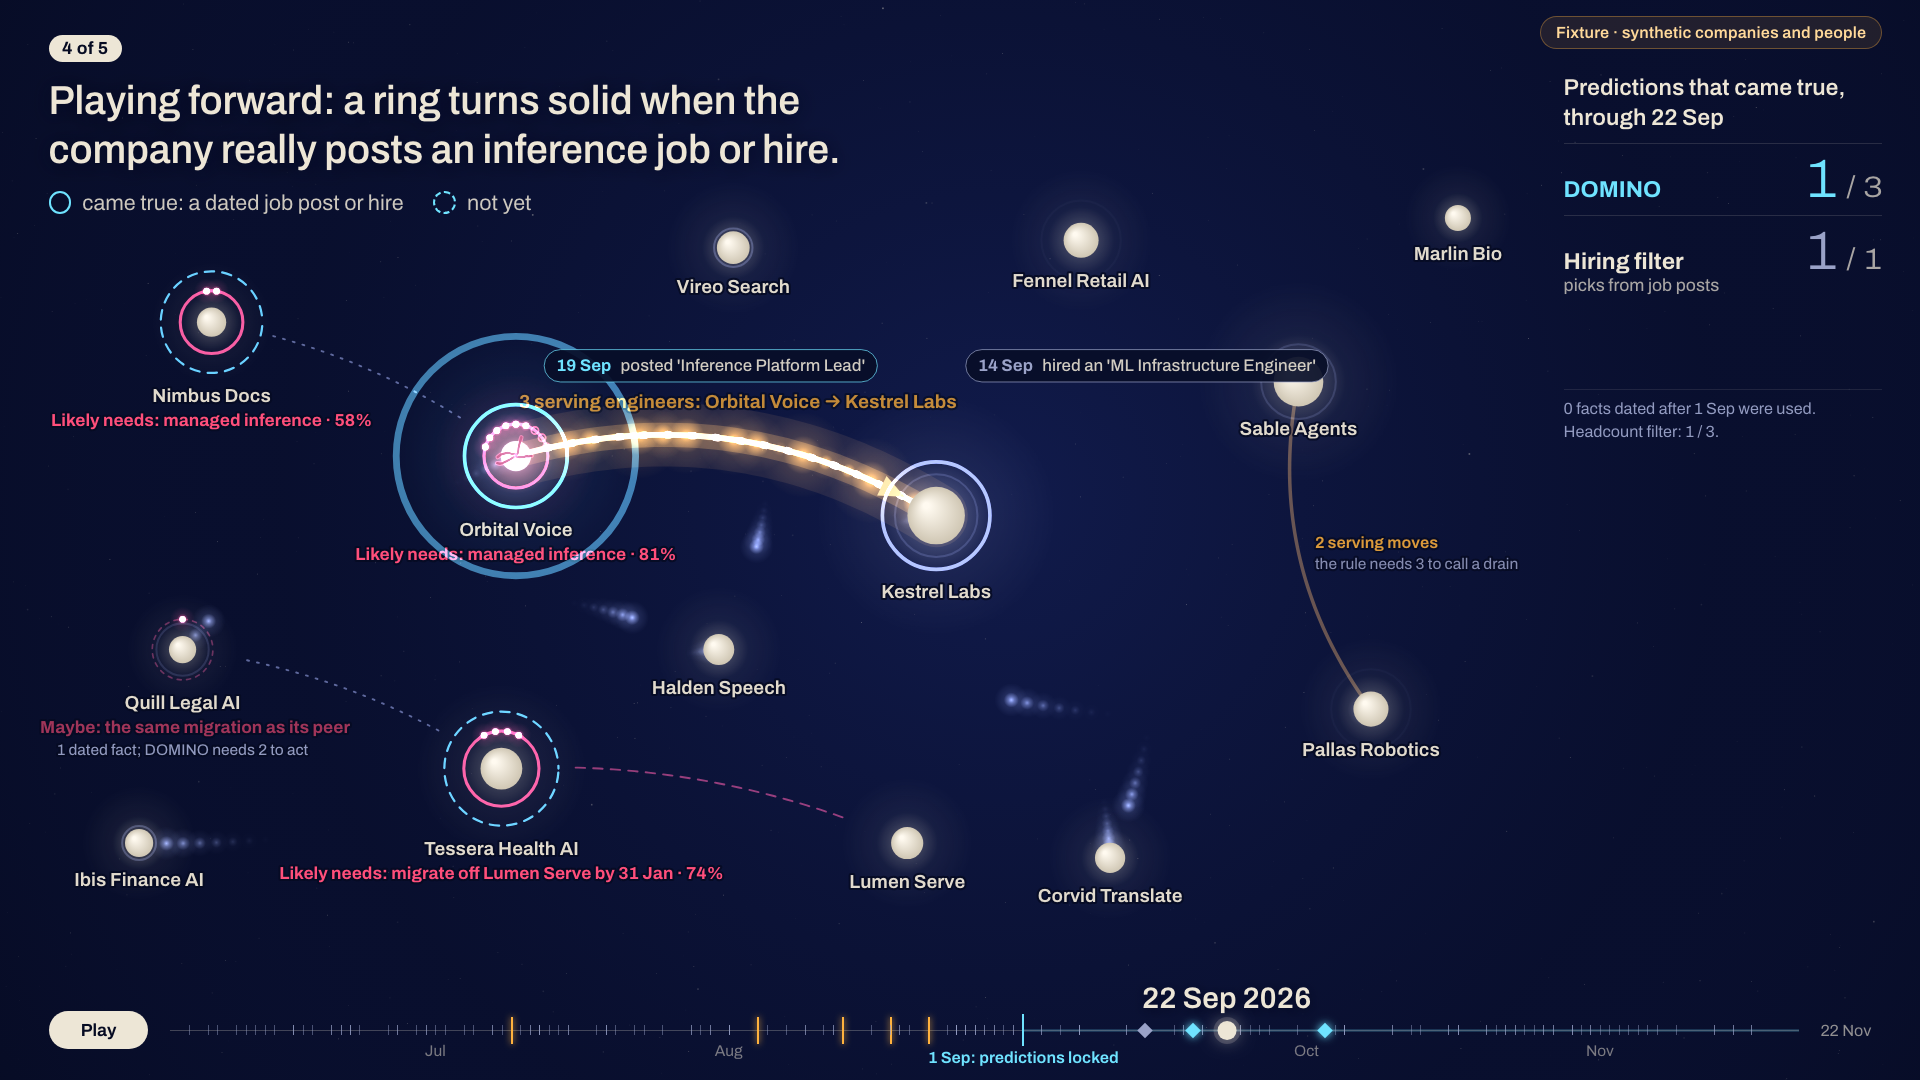 4 of 5
Fixture · synthetic companies and people
Playing forward: a ring turns solid when the
company really posts an inference job or hire.
came true: a dated job post or hire
not yet
Predictions that came true,
through 22 Sep
DOMINO
1 / 3
Hiring filter
1 / 1
picks from job posts
0 facts dated after 1 Sep were used.
Headcount filter: 1 / 3.
Vireo Search
Fennel Retail AI
Marlin Bio
19 Sep posted 'Inference Platform Lead'
14 Sep hired an 'ML Infrastructure Engineer'
Nimbus Docs
Likely needs: managed inference · 58%
3 serving engineers: Orbital Voice → Kestrel Labs
Sable Agents
Orbital Voice
Likely needs: managed inference · 81%
2 serving moves
the rule needs 3 to call a drain
Kestrel Labs
Halden Speech
Quill Legal AI
Maybe: the same migration as its peer
1 dated fact; DOMINO needs 2 to act
Pallas Robotics
Tessera Health AI
Likely needs: migrate off Lumen Serve by 31 Jan · 74%
Ibis Finance AI
Lumen Serve
Corvid Translate
22 Sep 2026
Play
22 Nov
Jul
Aug
1 Sep: predictions locked
Oct
Nov